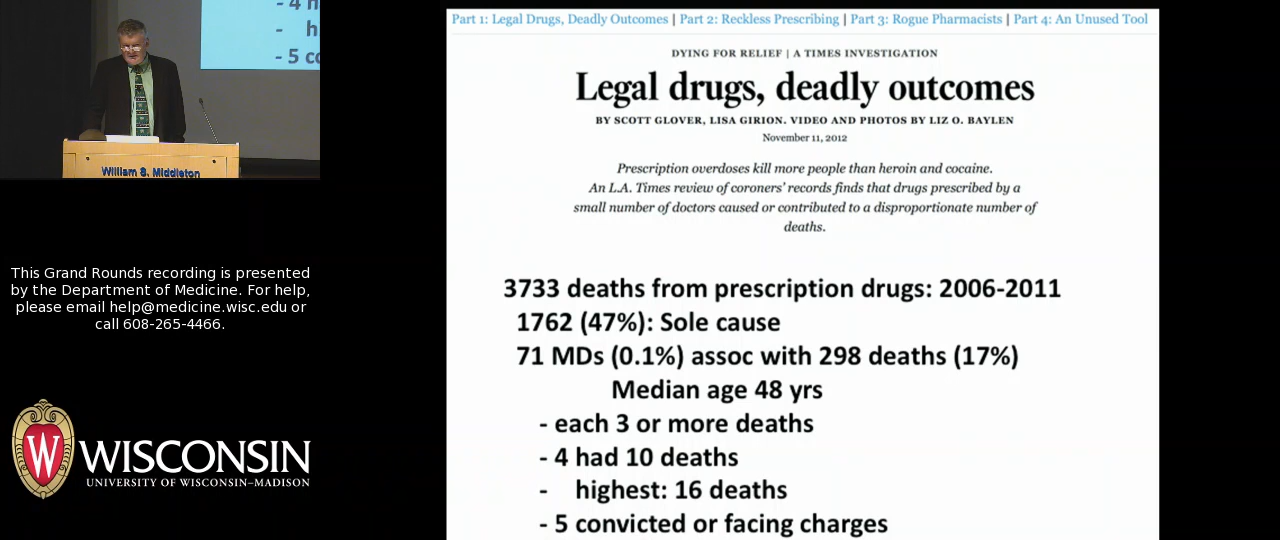 - 4 h
- h
- 5 co
William S. Middleton
This Grand Rounds recording is presented
by the Department of Medicine. For help,
please email help@medicine.wisc.edu or
call 608-265-4466.
W
WISCONSIN
UNIVERSITY OF WISCONSIN–MADISON
Part 1: Legal Drugs, Deadly Outcomes | Part 2: Reckless Prescribing | Part 3: Rogue Pharmacists | Part 4: An Unused Tool
DYING FOR RELIEF | A TIMES INVESTIGATION
Legal drugs, deadly outcomes
BY SCOTT GLOVER, LISA GIRION. VIDEO AND PHOTOS BY LIZ O. BAYLEN
November 11, 2012
Prescription overdoses kill more people than heroin and cocaine.
An L.A. Times review of coroners' records finds that drugs prescribed by a
small number of doctors caused or contributed to a disproportionate number of
deaths.
3733 deaths from prescription drugs: 2006-2011
1762 (47%): Sole cause
71 MDs (0.1%) assoc with 298 deaths (17%)
Median age 48 yrs
- each 3 or more deaths
- 4 had 10 deaths
- highest: 16 deaths
- 5 convicted or facing charges